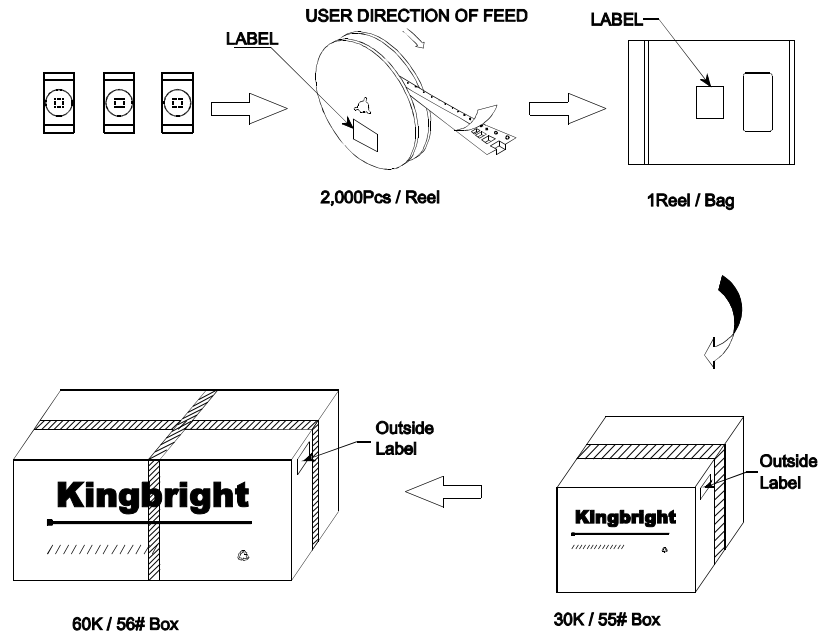 USER DIRECTION OF FEED
LABEL
LABEL
2,000Pcs / Reel
1Reel / Bag
Outside
Label
Kingbright
60K / 56# Box
Outside
Label
Kingbright
30K / 55# Box